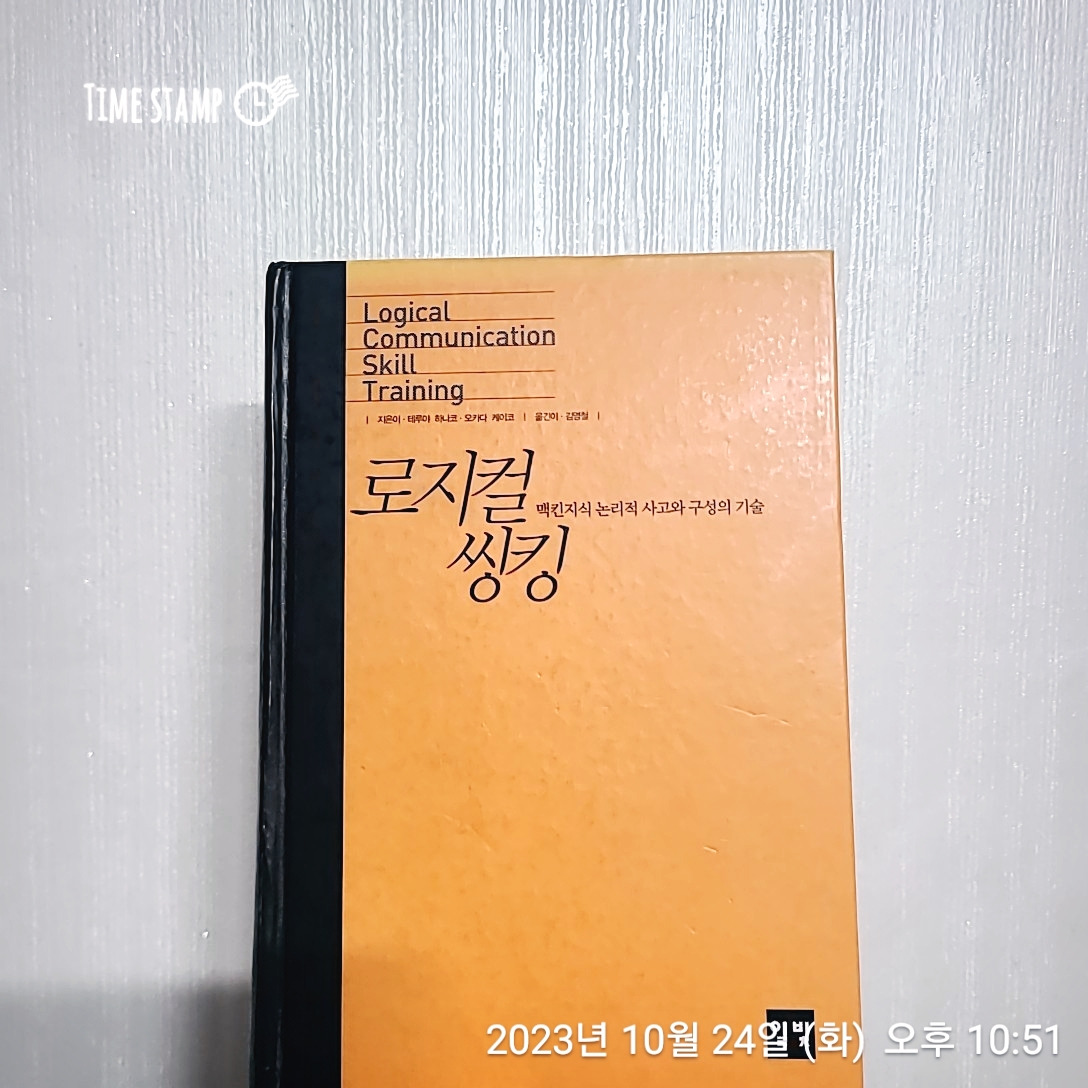 TIME STAMP
Logical
Communication
Skill
Training
| 지은이 · 테루야 하나코 · 오카다 케이코 | 옮긴이 · 김영철 |
로지컬
맥킨지식 논리적 사고와 구성의 기술
씽킹
2023년 10월 24일 (화) 오후 10:51